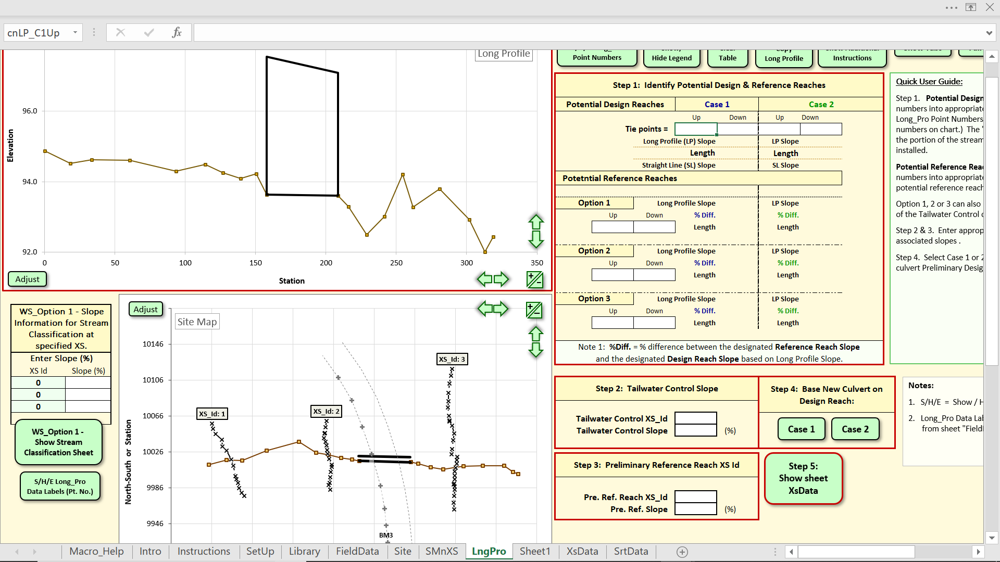 cnLP_C1Up
fx
Long Profile
96.0
94.0
92.0
Elevation
0
50
100
150
200
250
300
350
Station
Adjust
Point Numbers
Hide Legend
Table
Copy
Long Profile
Instructions
Step 1: Identify Potential Design & Reference Reaches
Potential Design Reaches
Case 1
Case 2
Up
Down
Up
Down
Tie points =
Long Profile (LP) Slope
LP Slope
Length
Length
Straight Line (SL) Slope
SL Slope
Potetntial Reference Reaches
Option 1
Long Profile Slope
LP Slope
Up
Down
% Diff.
% Diff.
Length
Length
Option 2
Long Profile Slope
LP Slope
Up
Down
% Diff.
% Diff.
Length
Length
Option 3
Long Profile Slope
LP Slope
Up
Down
% Diff.
% Diff.
Length
Length
Note 1: %Diff. = % difference between the designated Reference Reach Slope
and the designated Design Reach Slope based on Long Profile Slope.
Quick User Guide:
Step 1. Potential Design
numbers into appropriate
Long_Pro Point Numbers
numbers on chart.) The "
the portion of the stream
installed.
Potential Reference Reac
numbers into appropriate
potential reference reach
Option 1, 2 or 3 can also
of the Tailwater Control
Step 2 & 3. Enter approp
associated slopes .
Step 4. Select Case 1 or 2
culvert Preliminary Desig
WS_Option 1 - Slope
Information for Stream
Classification at
specified XS.
Enter Slope (%)
XS Id
Slope (%)
0
0
0
WS_Option 1 -
Show Stream
Classification Sheet
S/H/E Long_Pro
Data Labels (Pt. No.)
Adjust
Site Map
10146
10106
10066
10026
9986
9946
North-South or Station
XS_Id: 1
XS_Id: 2
XS_Id: 3
BM3
Step 2: Tailwater Control Slope
Tailwater Control XS_Id
Tailwater Control Slope
(%)
Step 4: Base New Culvert on
Design Reach:
Case 1
Case 2
Step 3: Preliminary Reference Reach XS Id
Pre. Ref. Reach XS_Id
Pre. Ref. Slope
(%)
Step 5:
Show sheet
XsData
Notes:
1. S/H/E = Show / H
2. Long_Pro Data Lab
from sheet "FieldD
Macro_Help
Intro
Instructions
SetUp
Library
FieldData
Site
SMnXS
LngPro
Sheet1
XsData
SrtData